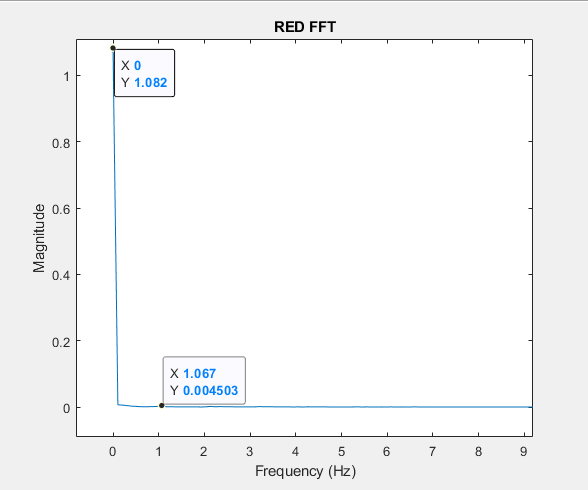 RED FFT
X 0
Y 1.082
1
0.8
0.6
0.4
0.2
0
Magnitude
X 1.067
Y 0.004503
0 1 2 3 4 5 6 7 8 9
Frequency (Hz)